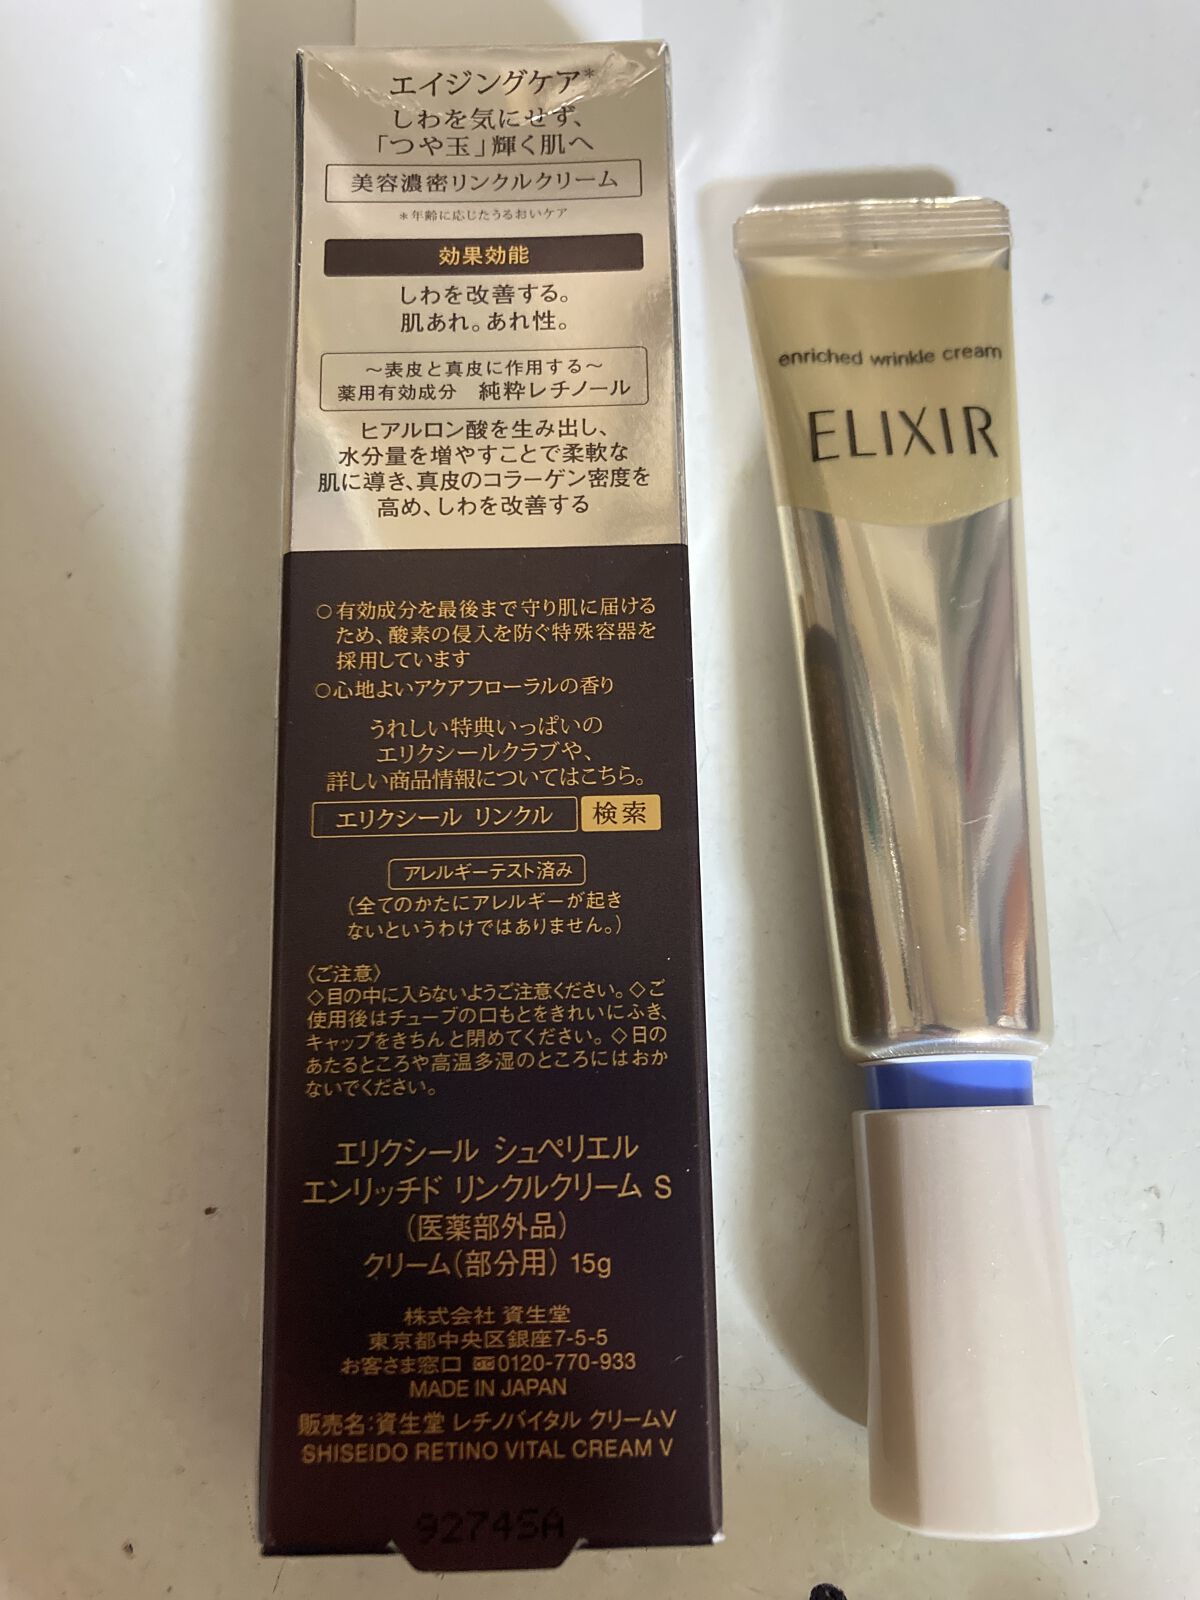 エイジングケア*
しわを気にせず、
「つや玉」輝く肌へ
美容濃密リンクルクリーム
*年齢に応じたうるおいケア
効果効能
しわを改善する。
肌あれ。あれ性。
～表皮と真皮に作用する～
薬用有効成分 純粋レチノール
ヒアルロン酸を生み出し、
水分量を増やすことで柔軟な
肌に導き、真皮のコラーゲン密度を
高め、しわを改善する
○有効成分を最後まで守り肌に届ける
ため、酸素の侵入を防ぐ特殊容器を
採用しています
○心地よいアクアフローラルの香り
うれしい特典いっぱいの
エリクシールクラブや、
詳しい商品情報についてはこちら。
エリクシール リンクル 検索
アレルギーテスト済み
(全てのかたにアレルギーが起き
ないというわけではありません。)
〈ご注意〉
◇目の中に入らないようご注意ください。◇ご
使用後はチューブの口もとをきれいにふき、
キャップをきちんと閉めてください。◇日の
あたるところや高温多湿のところにはおか
ないでください。
エリクシール シュペリエル
エンリッチド リンクルクリーム S
(医薬部外品)
クリーム(部分用) 15g
株式会社 資生堂
東京都中央区銀座7-5-5
お客さま窓口 0120-770-933
MADE IN JAPAN
販売名:資生堂 レチノバイタル クリームV
SHISEIDO RETINO VITAL CREAM V
92745A
enriched wrinkle cream
ELIXIR